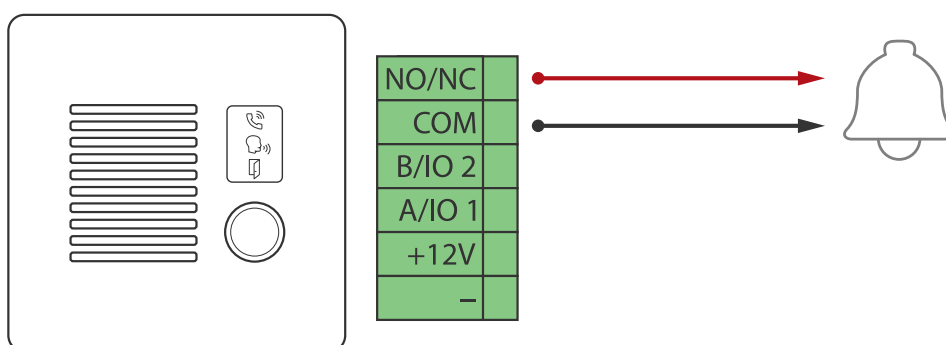 NO/NC
COM
B/IO 2
A/IO 1
+12V
–